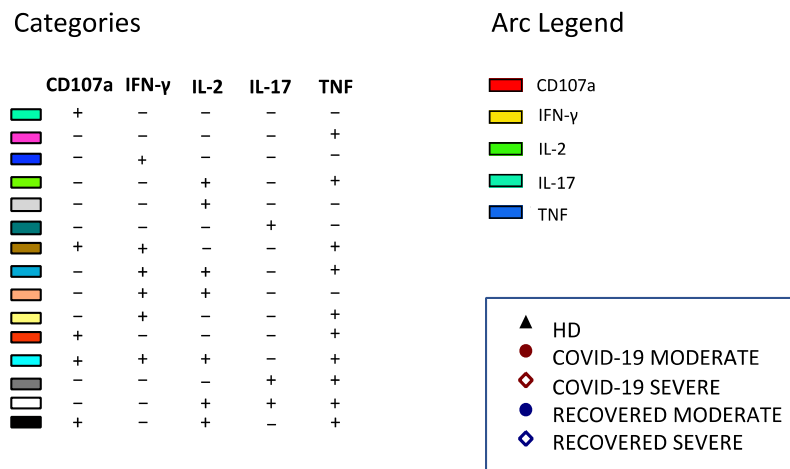 Categories
CD107a IFN-γ IL-2 IL-17 TNF
+ − − − −
− − − − +
− + − − −
− − + − +
− − + − −
− − − + −
+ + − − +
− + + − +
− + + − −
− + − − +
+ − − − +
+ + + − +
− − − + +
− − + + +
+ − + − +
Arc Legend
CD107a
IFN-γ
IL-2
IL-17
TNF
HD
COVID-19 MODERATE
COVID-19 SEVERE
RECOVERED MODERATE
RECOVERED SEVERE